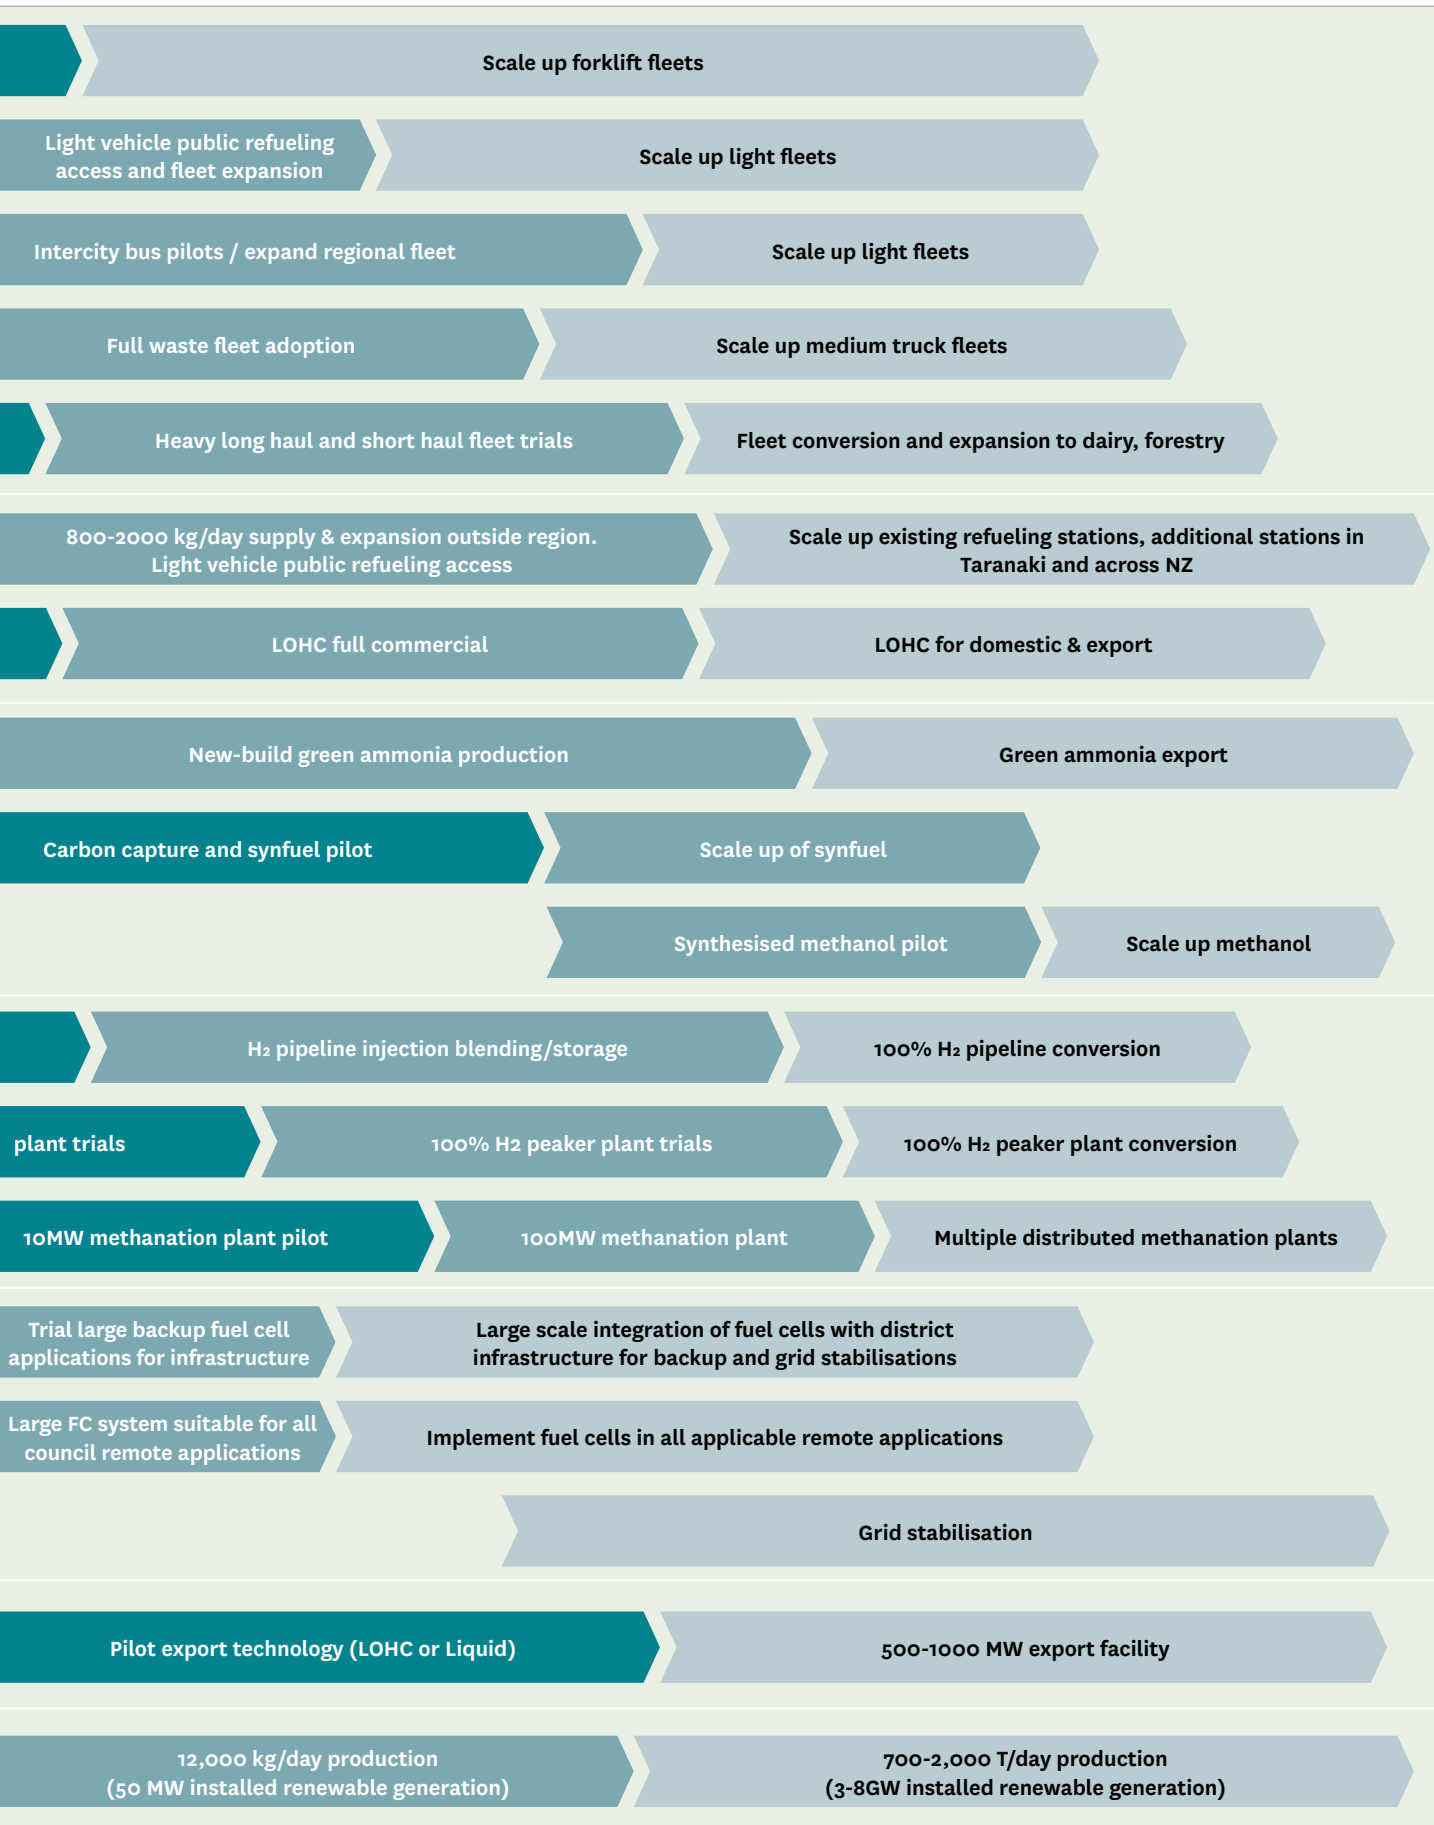 Scale up forklift fleets
Light vehicle public refueling
access and fleet expansion
Scale up light fleets
Intercity bus pilots / expand regional fleet
Scale up light fleets
Full waste fleet adoption
Scale up medium truck fleets
Heavy long haul and short haul fleet trials
Fleet conversion and expansion to dairy, forestry
800-2000 kg/day supply & expansion outside region.
Light vehicle public refueling access
Scale up existing refueling stations, additional stations in
Taranaki and across NZ
LOHC full commercial
LOHC for domestic & export
New-build green ammonia production
Green ammonia export
Carbon capture and synfuel pilot
Scale up of synfuel
Synthesised methanol pilot
Scale up methanol
H₂ pipeline injection blending/storage
100% H₂ pipeline conversion
plant trials
100% H2 peaker plant trials
100% H₂ peaker plant conversion
10MW methanation plant pilot
100MW methanation plant
Multiple distributed methanation plants
Trial large backup fuel cell
applications for infrastructure
Large scale integration of fuel cells with district
infrastructure for backup and grid stabilisations
Large FC system suitable for all
council remote applications
Implement fuel cells in all applicable remote applications
Grid stabilisation
Pilot export technology (LOHC or Liquid)
500-1000 MW export facility
12,000 kg/day production
(50 MW installed renewable generation)
700-2,000 T/day production
(3-8GW installed renewable generation)